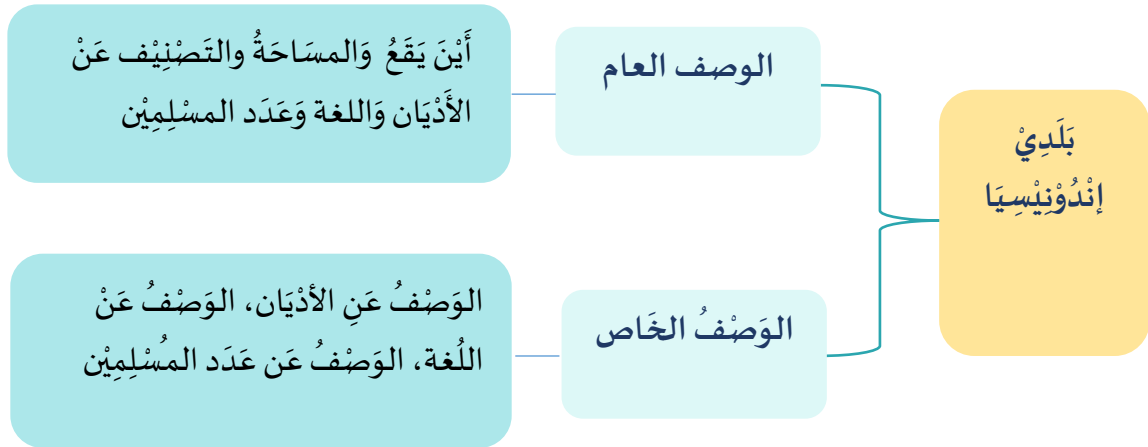 بَلَدِيْ
إنْدُوْنِيْسِيَا
الوصف العام
أَيْنَ يَقَعُ وَالمسَاحَةُ والتَصْنِيْف عَنْ
الأَدْيَان وَاللغة وَعَدَد المسْلِمِيْن
الوَصْفُ الخَاص
الوَصْفُ عَنِ الأدْيَان، الوَصْفُ عَنْ
اللُغة، الوَصْفُ عَن عَدَد المُسْلِمِيْن